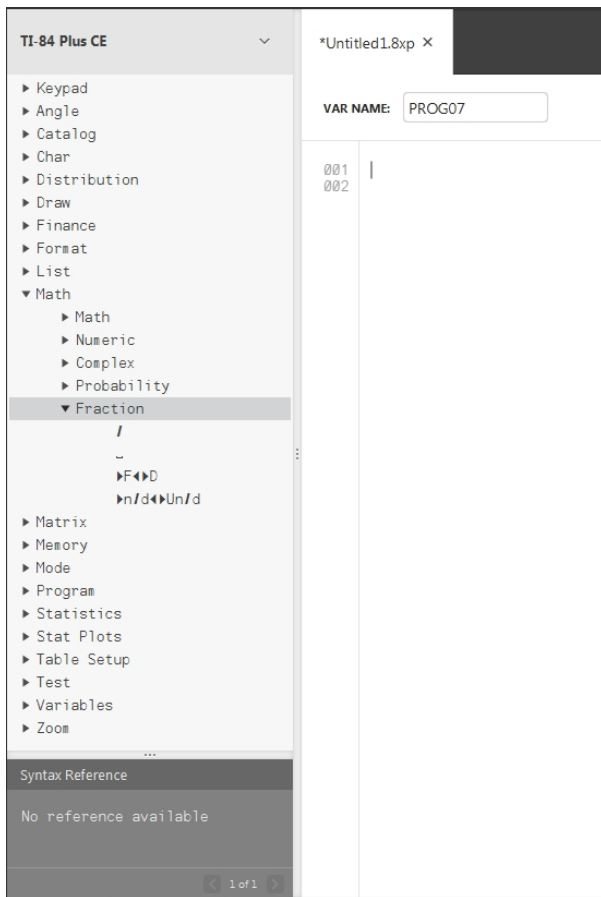 TI-84 Plus CE
*Untitled1.8xp ×
▶ Keypad
▶ Angle
▶ Catalog
▶ Char
▶ Distribution
▶ Draw
▶ Finance
▶ Format
▶ List
▼ Math
▶ Math
▶ Numeric
▶ Complex
▶ Probability
▼ Fraction
/
⎵
▶F◀▶D
▶n/d◀▶Un/d
▶ Matrix
▶ Memory
▶ Mode
▶ Program
▶ Statistics
▶ Stat Plots
▶ Table Setup
▶ Test
▶ Variables
▶ Zoom
Syntax Reference
No reference available
1 of 1
VAR NAME: PROG07
001
002